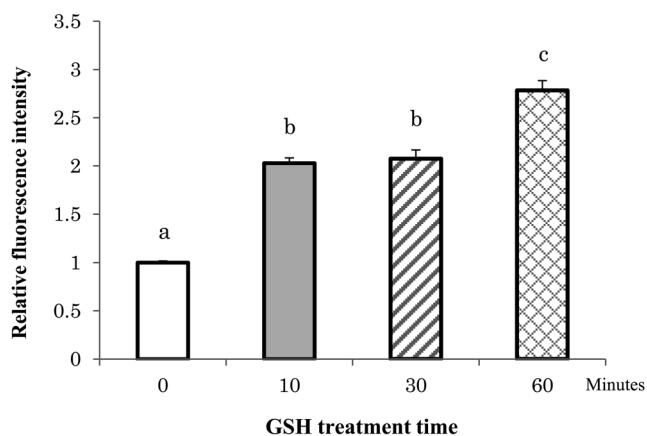 Relative fluorescence intensity
3.5
3
2.5
2
1.5
1
0.5
0
a
b
b
c
0 10 30 60 Minutes
GSH treatment time